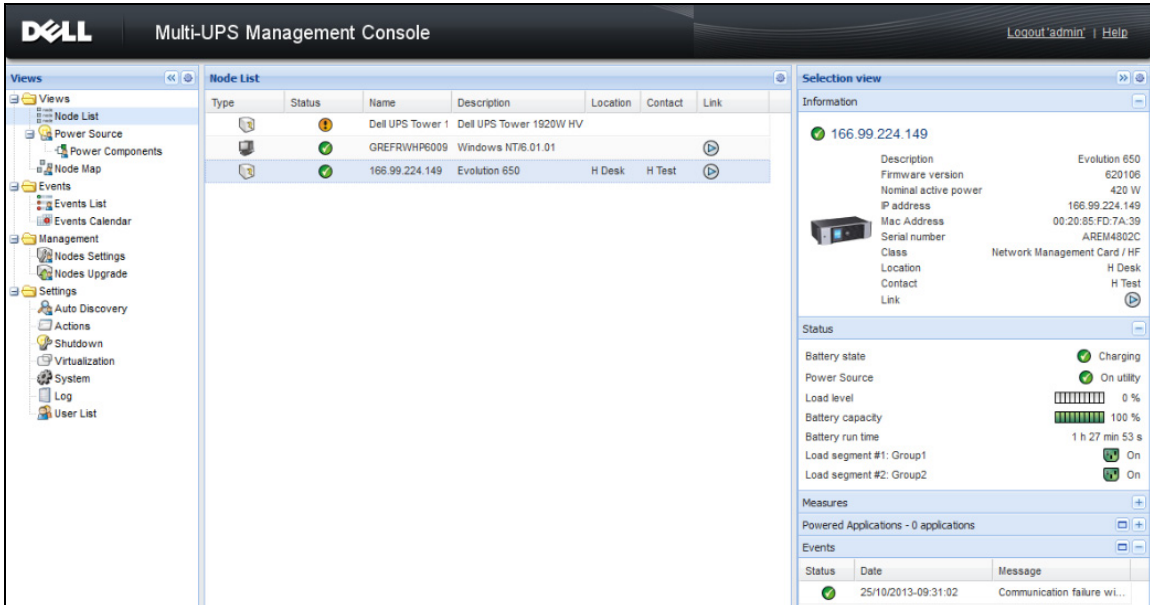 DELL Multi-UPS Management Console Logout 'admin' | Help
Views
Views
Node List
Power Source
Power Components
Node Map
Events
Events List
Events Calendar
Management
Nodes Settings
Nodes Upgrade
Settings
Auto Discovery
Actions
Shutdown
Virtualization
System
Log
User List
Node List
Type Status Name Description Location Contact Link
Dell UPS Tower 1 Dell UPS Tower 1920W HV
GREFRWHP6009 Windows NT/6.01.01
166.99.224.149 Evolution 650 H Desk H Test
Selection view
Information
166.99.224.149
Description Evolution 650
Firmware version 620106
Nominal active power 420 W
IP address 166.99.224.149
Mac Address 00:20:85:FD:7A:39
Serial number AREM4802C
Class Network Management Card / HF
Location H Desk
Contact H Test
Link
Status
Battery state Charging
Power Source On utility
Load level 0 %
Battery capacity 100 %
Battery run time 1 h 27 min 53 s
Load segment #1: Group1 On
Load segment #2: Group2 On
Measures
Powered Applications - 0 applications
Events
Status Date Message
25/10/2013-09:31:02 Communication failure wi...